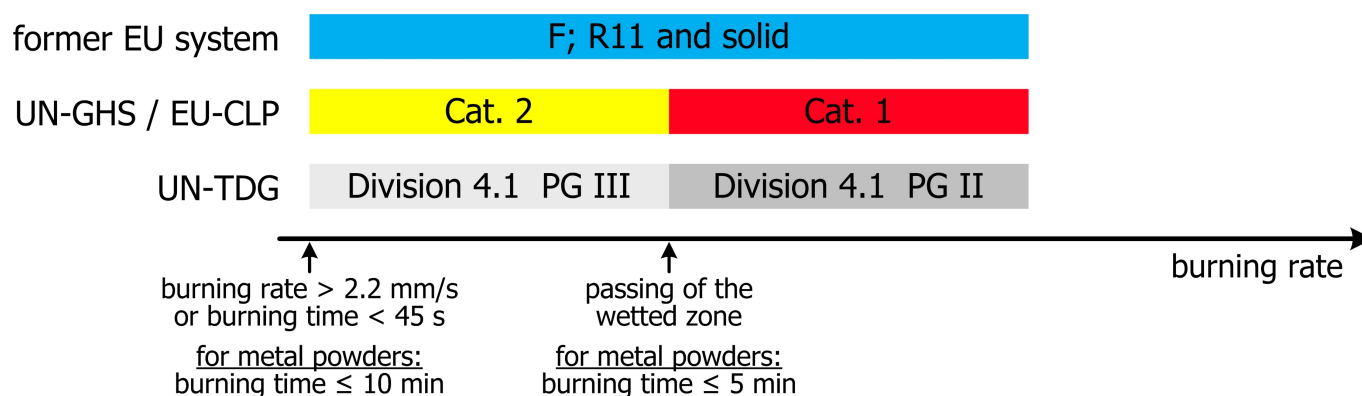 former EU system
F; R11 and solid
UN-GHS / EU-CLP
Cat. 2
Cat. 1
UN-TDG
Division 4.1 PG III
Division 4.1 PG II
burning rate
burning rate > 2.2 mm/s
or burning time < 45 s
for metal powders:
burning time ≤ 10 min
passing of the
wetted zone
for metal powders:
burning time ≤ 5 min